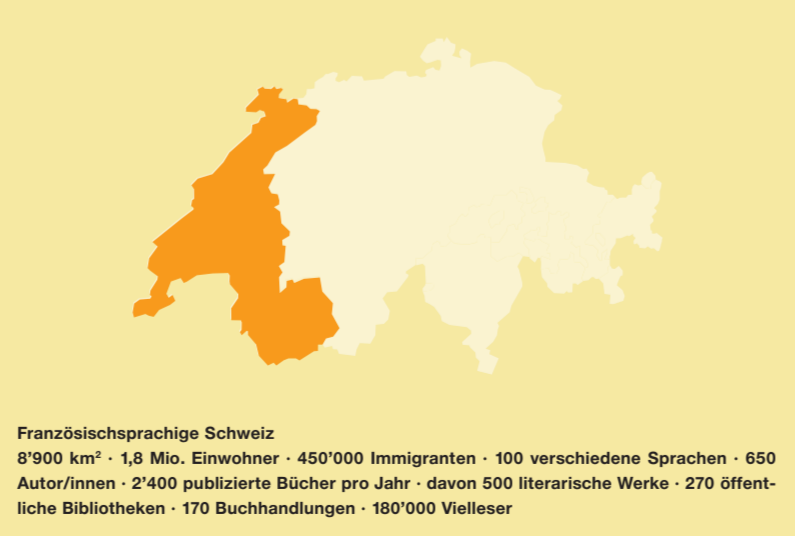 Französischsprachige Schweiz
8’900 km² · 1,8 Mio. Einwohner · 450’000 Immigranten · 100 verschiedene Sprachen · 650
Autor/innen · 2’400 publizierte Bücher pro Jahr · davon 500 literarische Werke · 270 öffent-
liche Bibliotheken · 170 Buchhandlungen · 180’000 Vielleser